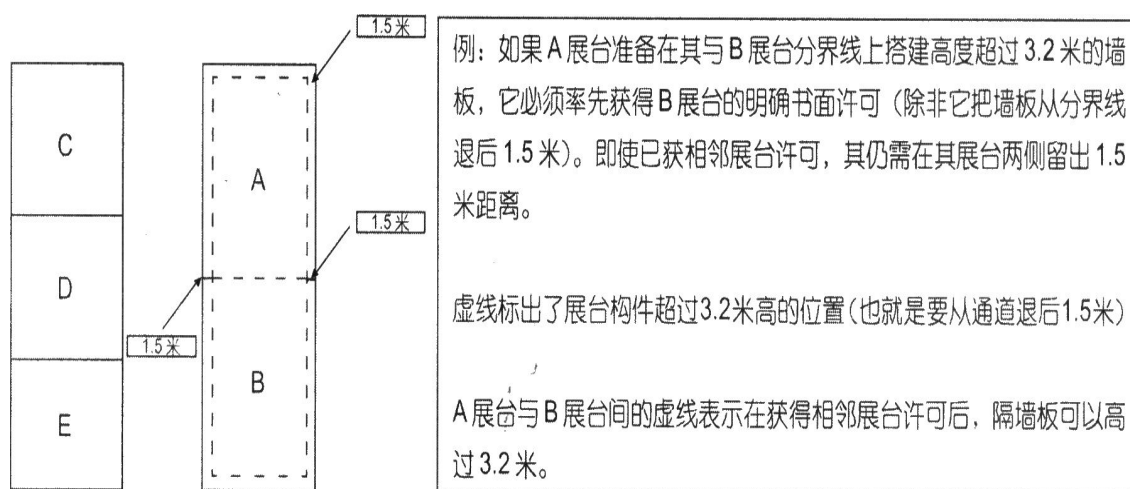 1.5米
C
A
D
1.5米
1.5米
B
E
例：如果A展台准备在其与B展台分界线上搭建高度超过3.2米的墙
板，它必须率先获得B展台的明确书面许可（除非它把墙板从分界线
退后1.5米）。即使已获相邻展台许可，其仍需在其展台两侧留出1.5
米距离。
虚线标出了展台构件超过3.2米高的位置（也就是要从通道退后1.5米）
A展台与B展台间的虚线表示在获得相邻展台许可后，隔墙板可以高
过3.2米。